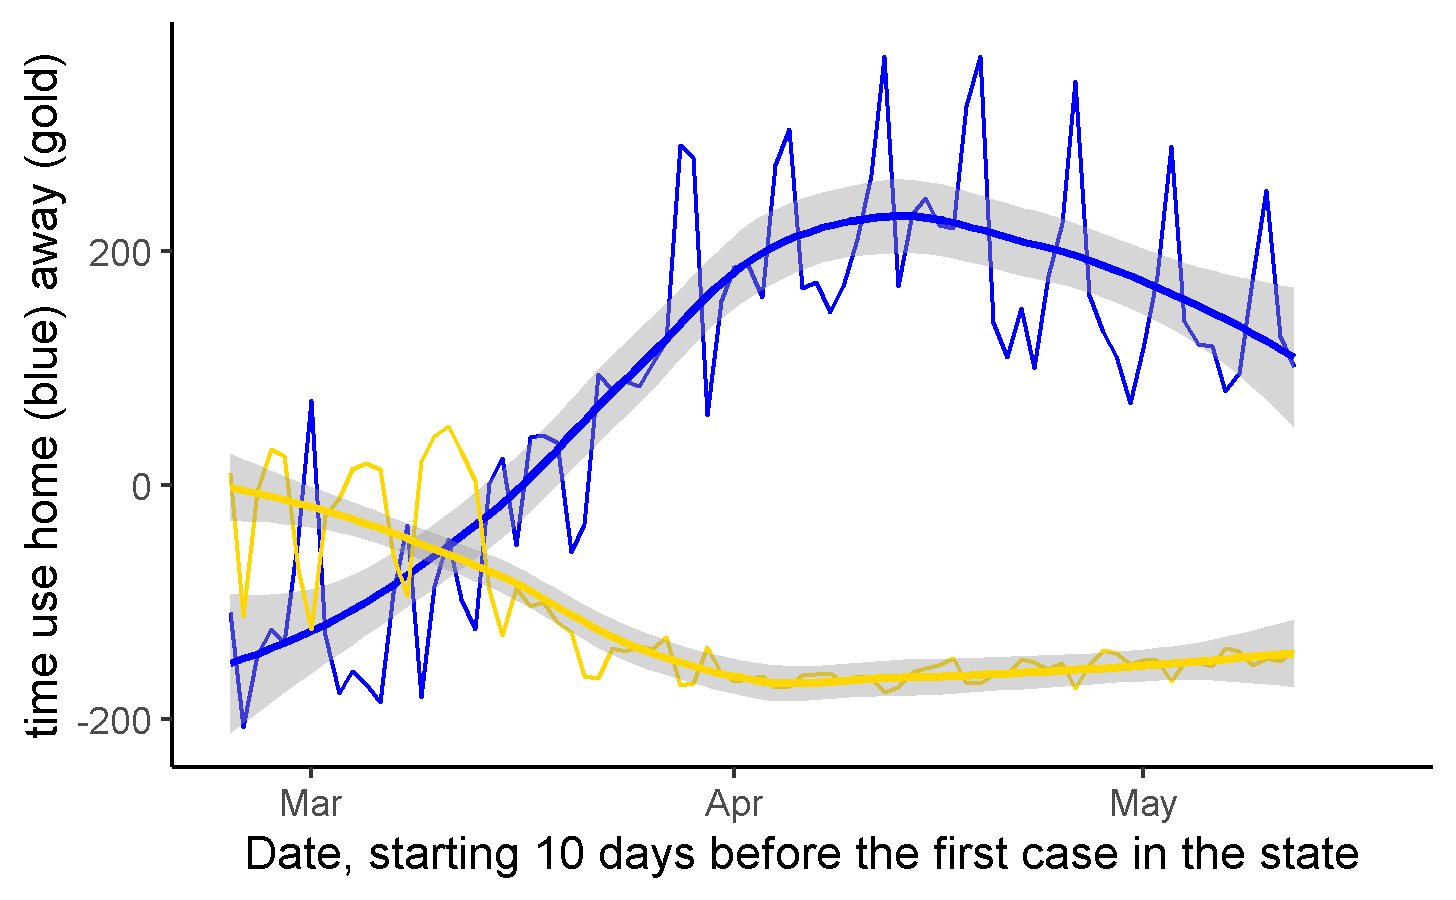 time use home (blue) away (gold)
200
0
-200
Mar Apr May
Date, starting 10 days before the first case in the state